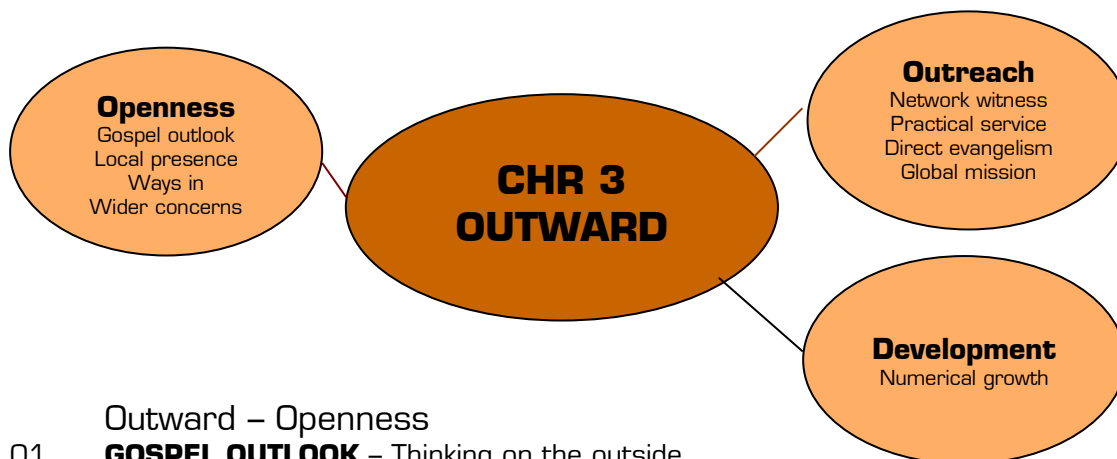 Openness
Gospel outlook
Local presence
Ways in
Wider concerns
CHR 3
OUTWARD
Outreach
Network witness
Practical service
Direct evangelism
Global mission
Development
Numerical growth
Outward – Openness
01 GOSPEL OUTLOOK – Thinking on the outside